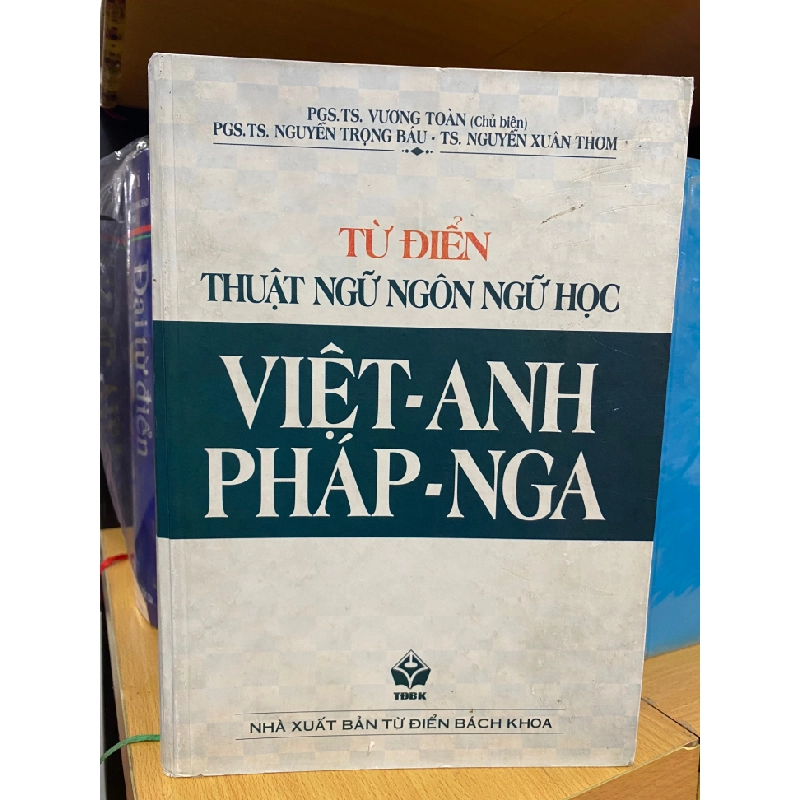 PGS.TS. VƯƠNG TOÀN (Chủ biên)
PGS.TS. NGUYỄN TRỌNG BÁU - TS. NGUYỄN XUÂN THƠM
TỪ ĐIỂN
THUẬT NGỮ NGÔN NGỮ HỌC
VIỆT-ANH
PHÁP-NGA
TĐBK
NHÀ XUẤT BẢN TỪ ĐIỂN BÁCH KHOA
Đại từ điển